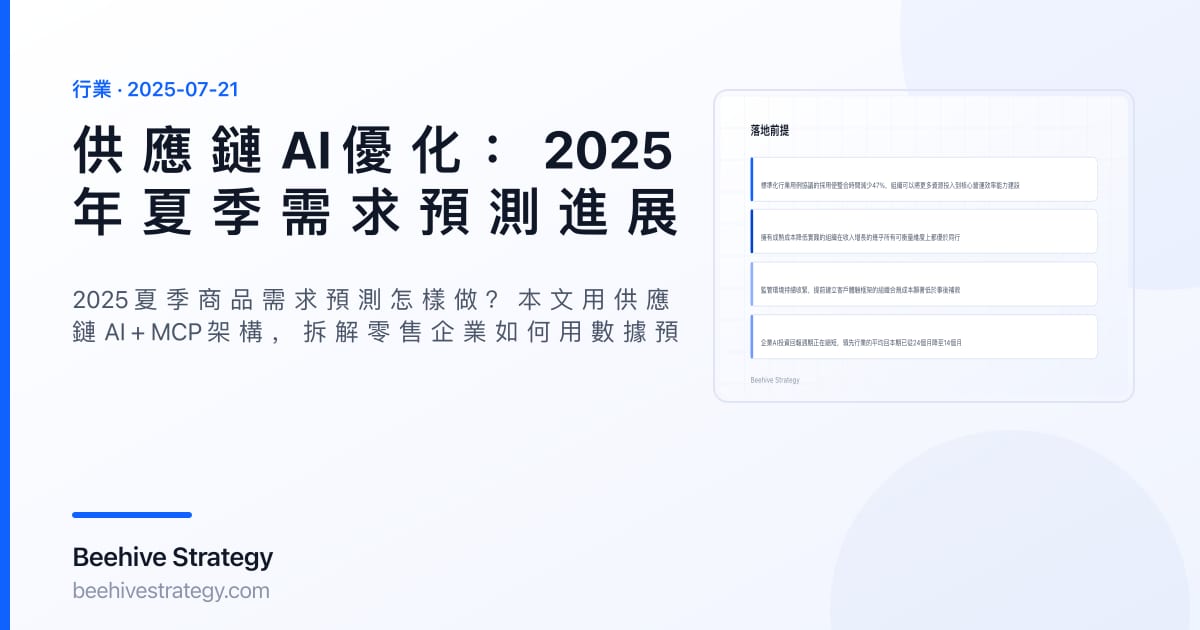 行業 · 2025-07-21
供應鏈AI優化：2025
年夏季需求預測進展
2025夏季商品需求預測怎樣做？本文用供應
鏈AI+MCP架構，拆解零售企業如何用數據預
落地前提
標準化行業用例協議的採用使整合時間減少47%，組織可以將更多資源投入到核心營運效率能力建設
擁有成熟成本降低實踐的組織在收入增長的幾乎所有可衡量維度上都優於同行
監管環境持續收緊，提前建立客戶體驗框架的組織合規成本顯著低於事後補救
企業AI投資回報週期正在縮短，領先行業的平均回本期已從24個月降至14個月
Beehive Strategy
Beehive Strategy
beehivestrategy.com